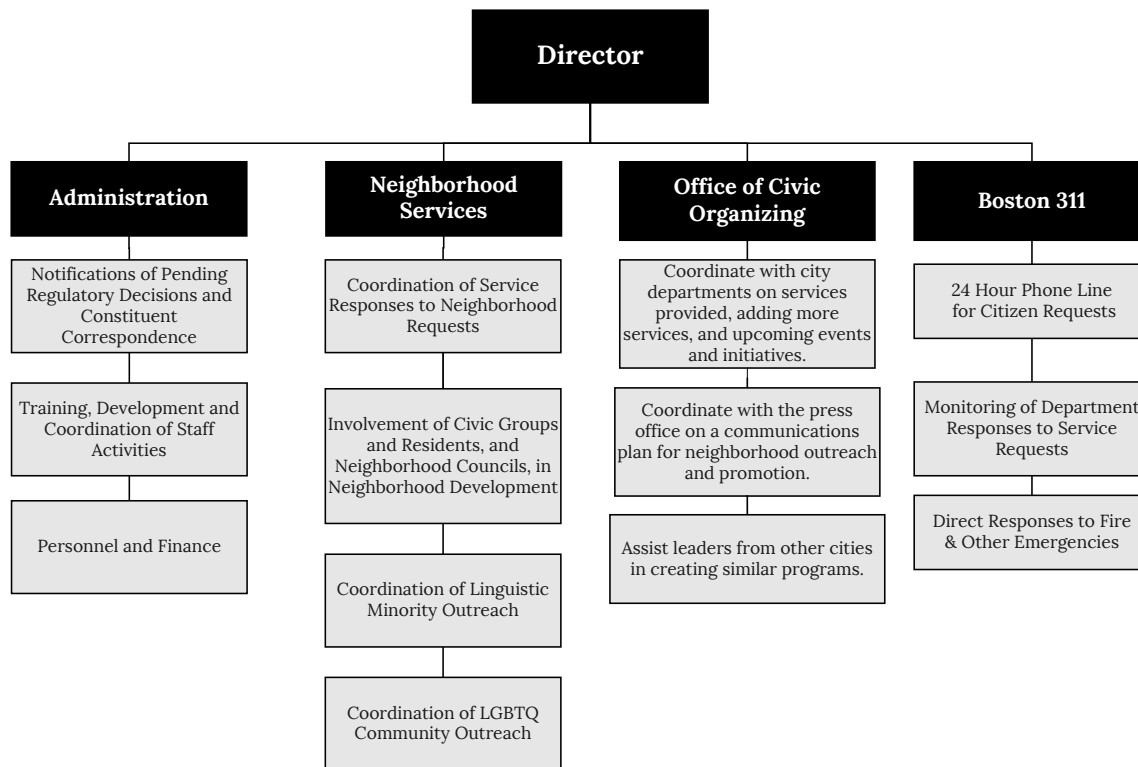 Director
Administration
Notifications of Pending
Regulatory Decisions and
Constituent
Correspondence
Training, Development and
Coordination of Staff
Activities
Personnel and Finance
Neighborhood
Services
Coordination of Service
Responses to Neighborhood
Requests
Involvement of Civic Groups
and Residents, and
Neighborhood Councils, in
Neighborhood Development
Coordination of Linguistic
Minority Outreach
Coordination of LGBTQ
Community Outreach
Office of Civic
Organizing
Coordinate with city
departments on services
provided, adding more
services, and upcoming events
and initiatives.
Coordinate with the press
office on a communications
plan for neighborhood outreach
and promotion.
Assist leaders from other cities
in creating similar programs.
Boston 311
24 Hour Phone Line
for Citizen Requests
Monitoring of Department
Responses to Service
Requests
Direct Responses to Fire
& Other Emergencies